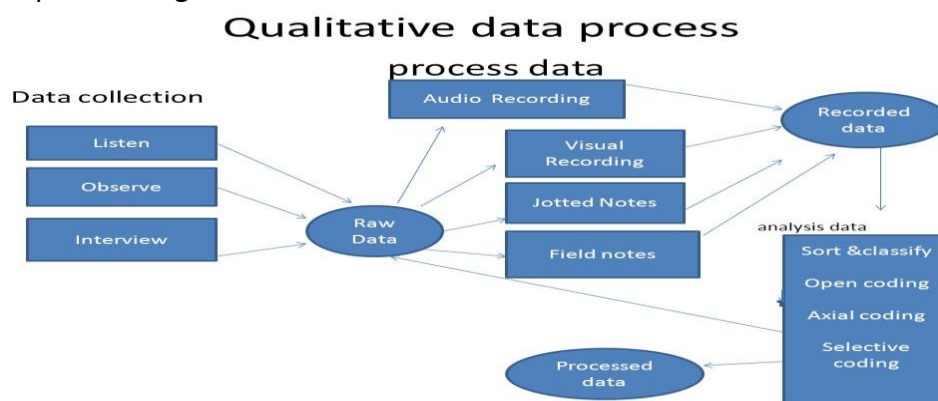 Qualitative data process
process data
Data collection
Audio Recording
Listen
Observe
Interview
Raw
Data
Visual
Recording
Jotted Notes
Field notes
Recorded
data
analysis data
Sort &classify
Open coding
Axial coding
Selective
coding
Processed
data